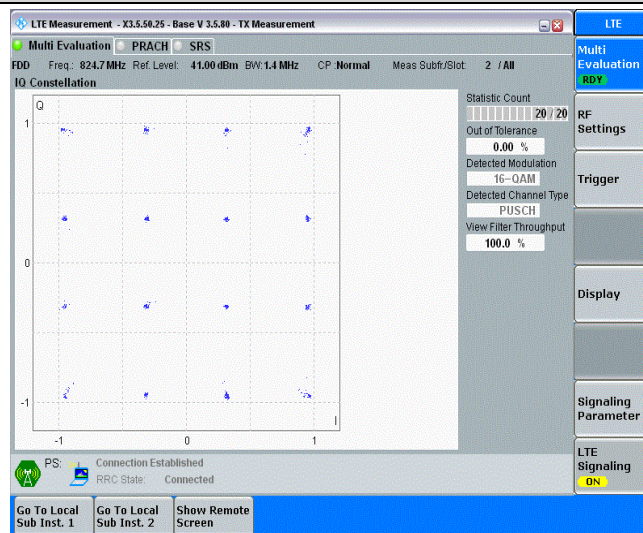 LTE Measurement - X3.5.50.25 - Base V 3.5.80 - TX Measurement
LTE
Multi Evaluation PRACH SRS
Multi
Evaluation
RDY
FDD Freq.: 824.7 MHz Ref. Level: 41.00 dBm BW: 1.4 MHz CP :Normal Meas Subfr/Slot: 2 / All
IQ Constellation
Q
1
0
-1
-1 0 1
I
Statistic Count
20 / 20
Out of Tolerance
0.00 %
Detected Modulation
16-QAM
Detected Channel Type
PUSCH
View Filter Throughput
100.0 %
RF
Settings
Trigger
Display
Signaling
Parameter
LTE
Signaling
ON
PS: Connection Established
RRC State: Connected
Go To Local
Sub Inst. 1
Go To Local
Sub Inst. 2
Show Remote
Screen